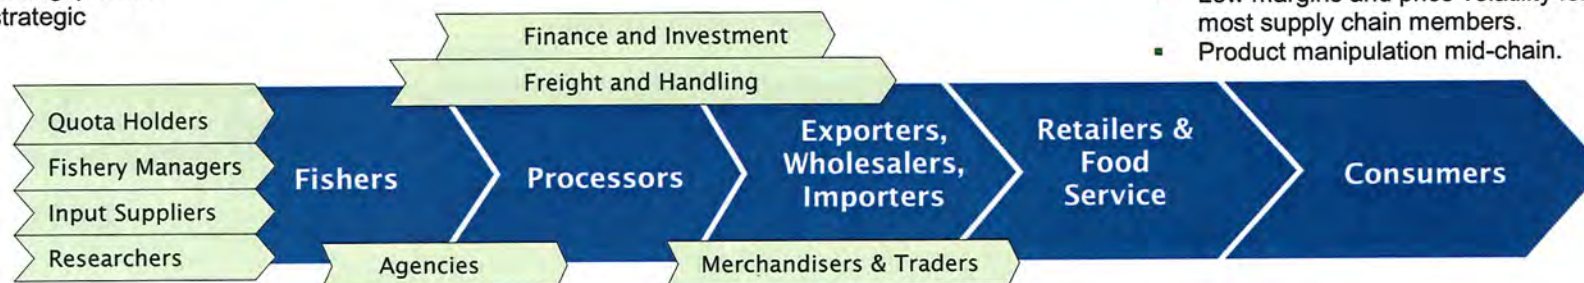 strategic
most supply chain members.
▪ Product manipulation mid-chain.
Finance and Investment
Freight and Handling
Quota Holders
Fishery Managers
Input Suppliers
Researchers
Fishers
Processors
Exporters,
Wholesalers,
Importers
Retailers &
Food
Service
Consumers
Agencies
Merchandisers & Traders